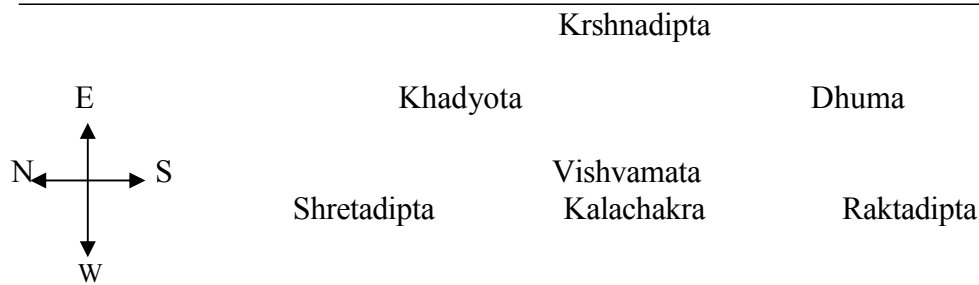 Krshnadipta
E Khadyota Dhuma
N S Vishvamata
Shretadipta Kalachakra Raktadipta
W